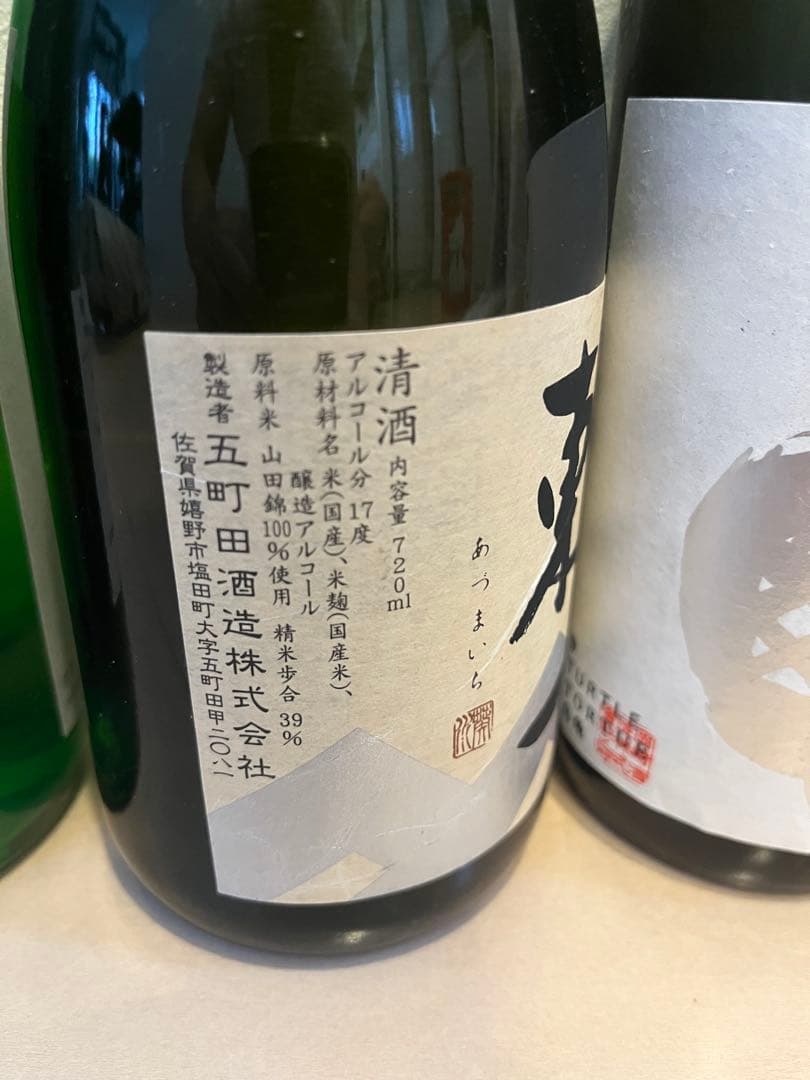 清酒 内容量 720ml
アルコール分 17度
原材料名 米(国産)、米麹(国産米)、
醸造アルコール
原料米 山田錦100%使用 精米歩合 39%
製造者 五町田酒造株式会社
佐賀県嬉野市塩田町大字五町田甲二〇八一
東
あづまいち
TURTLE